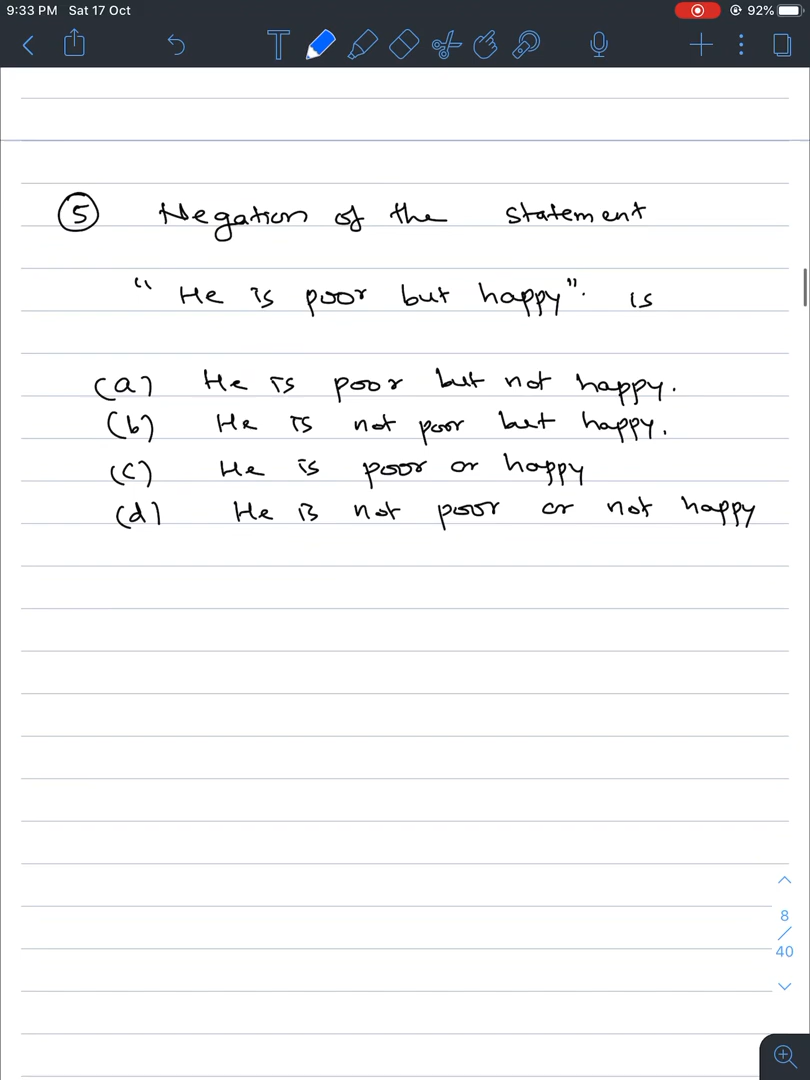 9:33 PM Sat 17 Oct 92%
T
5 Negation of the statement
"He is poor but happy". is
(a) He is poor but not happy.
(b) He is not poor but happy.
(c) He is poor or happy
(d) He is not poor or not happy
8
/
40